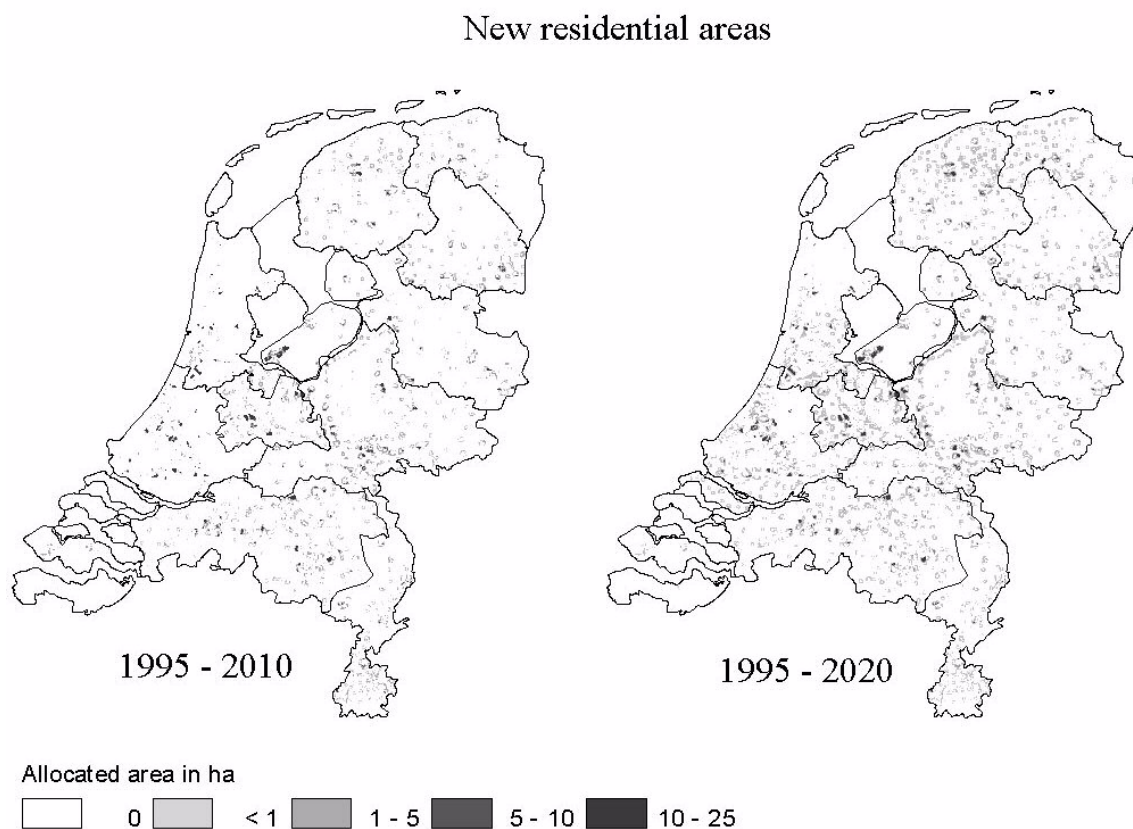 New residential areas
1995 - 2010
1995 - 2020
Allocated area in ha
0 < 1 1 - 5 5 - 10 10 - 25